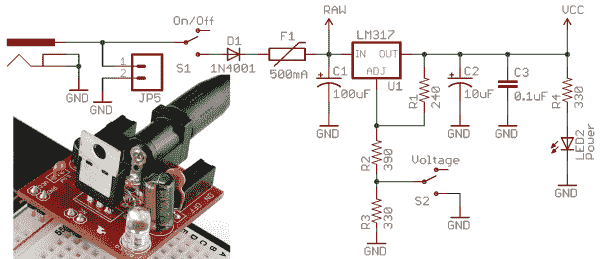 On/Off
S1
1
2
JP5
GND
GND
D1
1N4001
F1
500mA
RAW
C1
100uF
GND
LM317
IN OUT
ADJ
U1
R1
240
C2
10uF
GND
C3
0.1uF
GND
VCC
R4
330
LED2
Power
GND
R2
390
Voltage
S2
GND
R3
330
GND